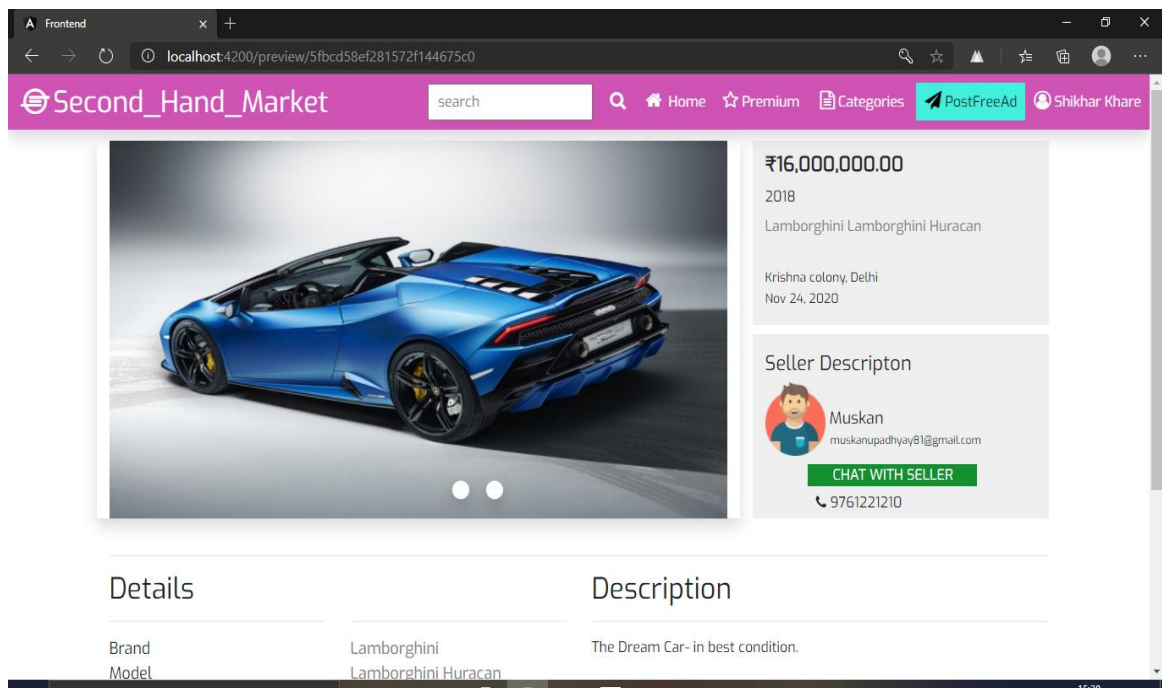 Frontend
localhost:4200/preview/5fbcd58ef281572f144675c0
Second_Hand_Market
search
Home
Premium
Categories
PostFreeAd
Shikhar Khare
₹16,000,000.00
2018
Lamborghini Lamborghini Huracan
Krishna colony, Delhi
Nov 24, 2020
Seller Descripton
Muskan
muskanupadhyay81@gmail.com
CHAT WITH SELLER
9761221210
Details
Description
Brand
Lamborghini
The Dream Car- in best condition.
Model
Lamborghini Huracan